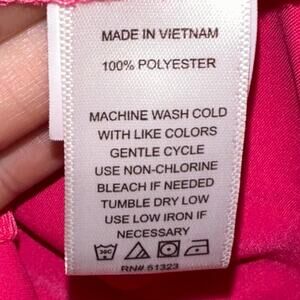 MADE IN VIETNAM
100% POLYESTER
MACHINE WASH COLD
WITH LIKE COLORS
GENTLE CYCLE
USE NON-CHLORINE
BLEACH IF NEEDED
TUMBLE DRY LOW
USE LOW IRON IF
NECESSARY
30C
RN# 51323